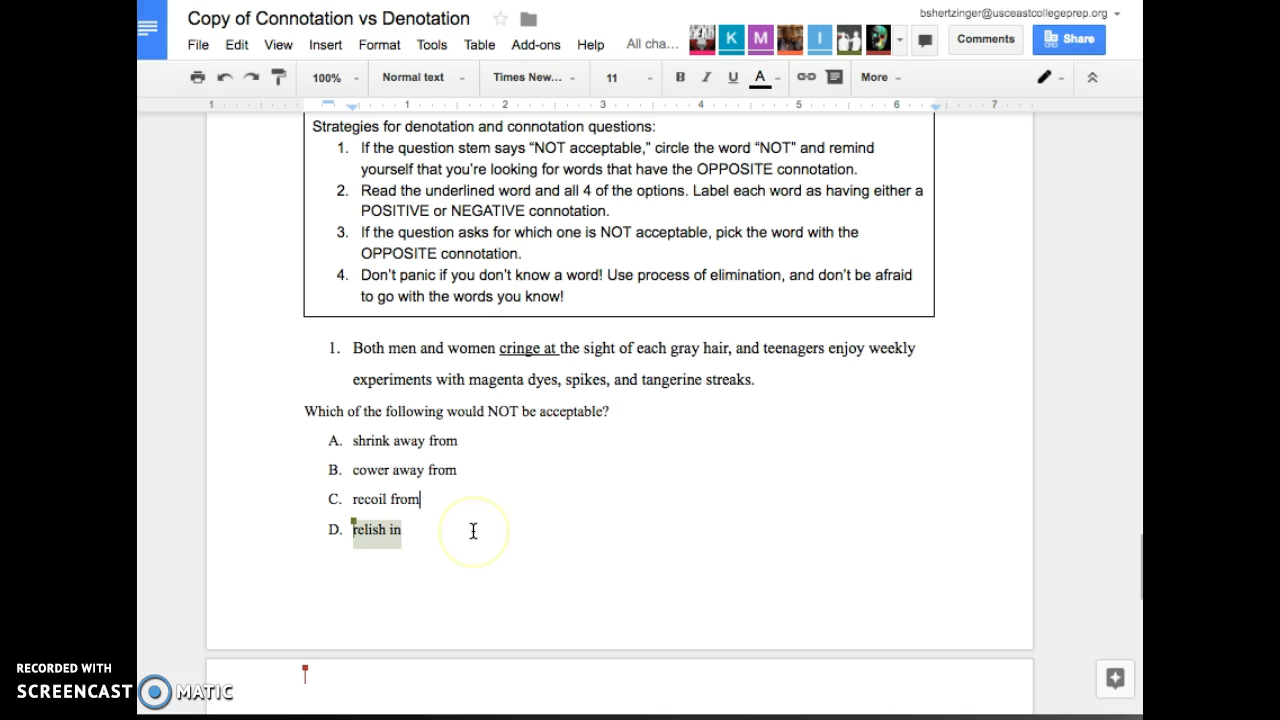 Copy of Connotation vs Denotation
bshertzinger@usceastcollegeprep.org
File Edit View Insert Format Tools Table Add-ons Help All cha...
K M I
Comments
Share
100% Normal text Times New... 11 B I U A More
1 1 2 3 4 5 6 7
Strategies for denotation and connotation questions:
1. If the question stem says “NOT acceptable,” circle the word “NOT” and remind
yourself that you’re looking for words that have the OPPOSITE connotation.
2. Read the underlined word and all 4 of the options. Label each word as having either a
POSITIVE or NEGATIVE connotation.
3. If the question asks for which one is NOT acceptable, pick the word with the
OPPOSITE connotation.
4. Don’t panic if you don’t know a word! Use process of elimination, and don’t be afraid
to go with the words you know!
1. Both men and women cringe at the sight of each gray hair, and teenagers enjoy weekly
experiments with magenta dyes, spikes, and tangerine streaks.
Which of the following would NOT be acceptable?
A. shrink away from
B. cower away from
C. recoil from
D. relish in
RECORDED WITH
SCREENCAST MATIC